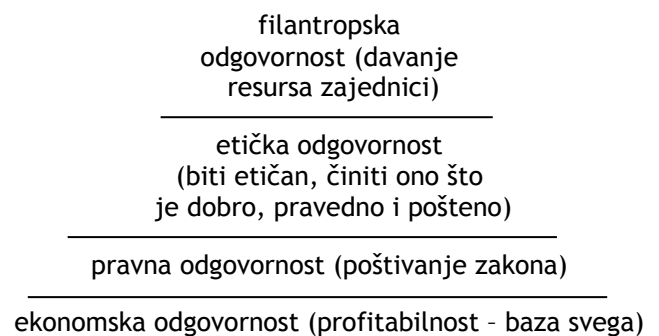 filantropska
odgovornost (davanje
resursa zajednici)
etička odgovornost
(biti etičan, činiti ono što
je dobro, pravedno i pošteno)
pravna odgovornost (poštivanje zakona)
ekonomska odgovornost (profitabilnost – baza svega)